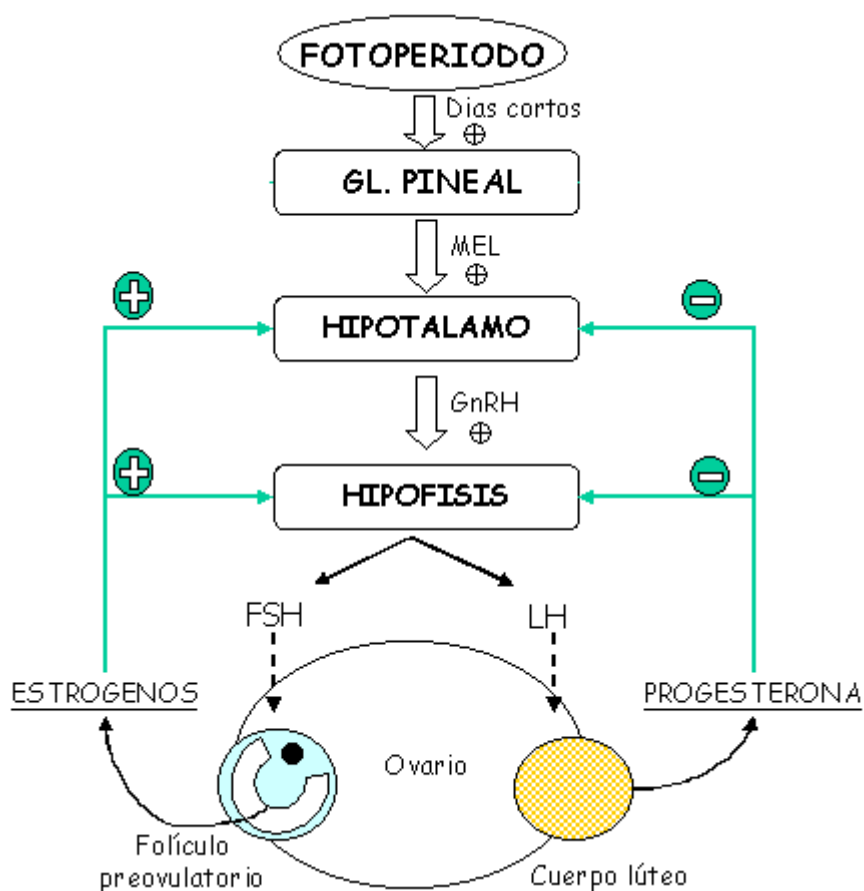 FOTOPERIODO
Dias cortos
GL. PINEAL
MEL
HIPOTALAMO
GnRH
HIPOFISIS
FSH
LH
ESTROGENOS
PROGESTERONA
Ovario
Folículo
preovulatorio
Cuerpo lúteo